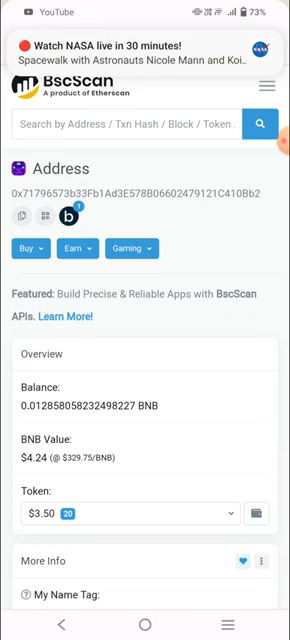 YouTube
73%
Watch NASA live in 30 minutes!
Spacewalk with Astronauts Nicole Mann and Koi..
NASA
BscScan
A product of Etherscan
Search by Address / Txn Hash / Block / Token .
Address
0x71796573b33Fb1Ad3E578B06602479121C410Bb2
b
1
Buy
Earn
Gaming
Featured: Build Precise & Reliable Apps with BscScan
APIs. Learn More!
Overview
Balance:
0.012858058232498227 BNB
BNB Value:
$4.24 (@ $329.75/BNB)
Token:
$3.50 20
More Info
My Name Tag: